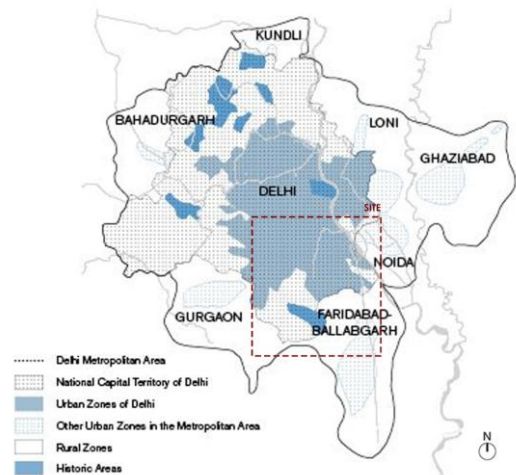 KUNDLI
BAHADURGARH
LONI
GHAZIABAD
DELHI
SITE
NOIDA
GURGAON
FARIDABAD-
BALLABGARH
Delhi Metropolitan Area
National Capital Territory of Delhi
Urban Zones of Delhi
Other Urban Zones in the Metropolitan Area
Rural Zones
Historic Areas
N